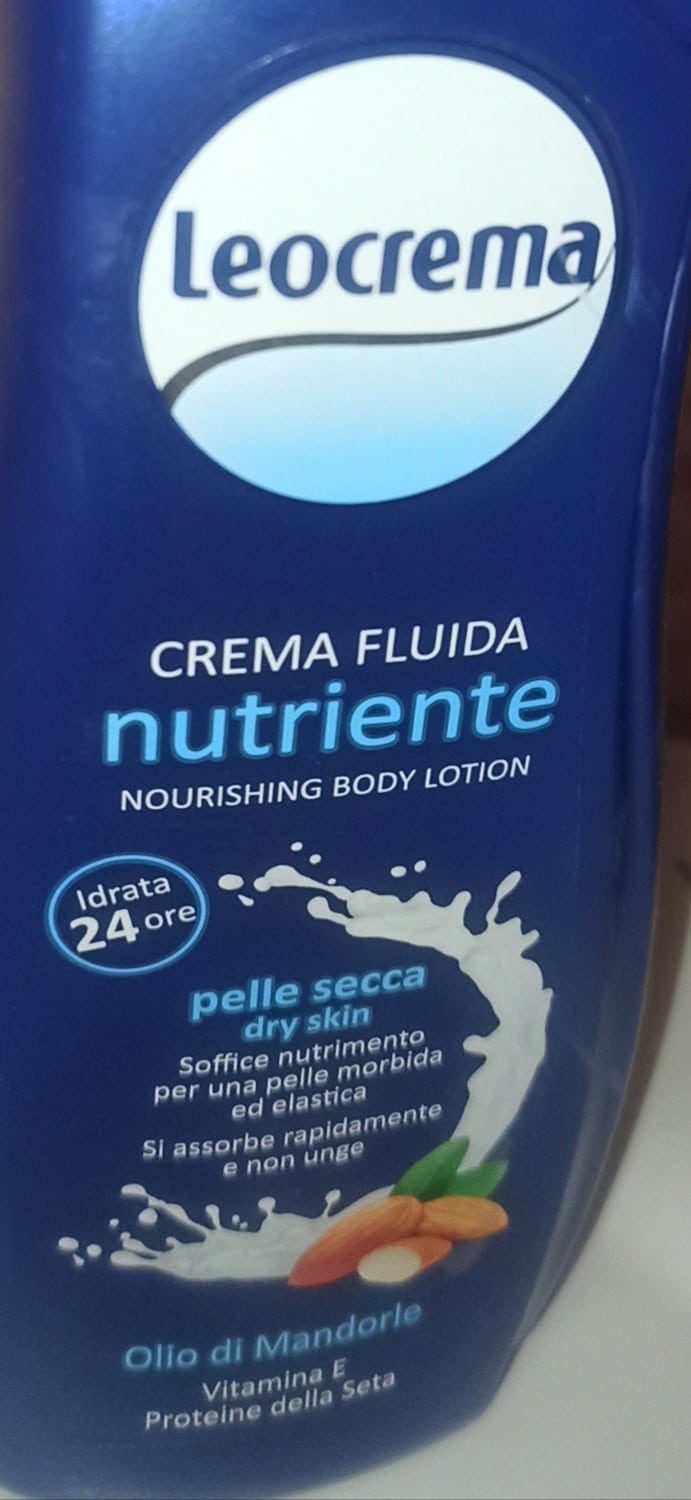 Leocrema
CREMA FLUIDA
nutriente
NOURISHING BODY LOTION
Idrata
24 ore
pelle secca
dry skin
Soffice nutrimento
per una pelle morbida
ed elastica
Si assorbe rapidamente
e non unge
Olio di Mandorle
Vitamina E
Proteine della Seta